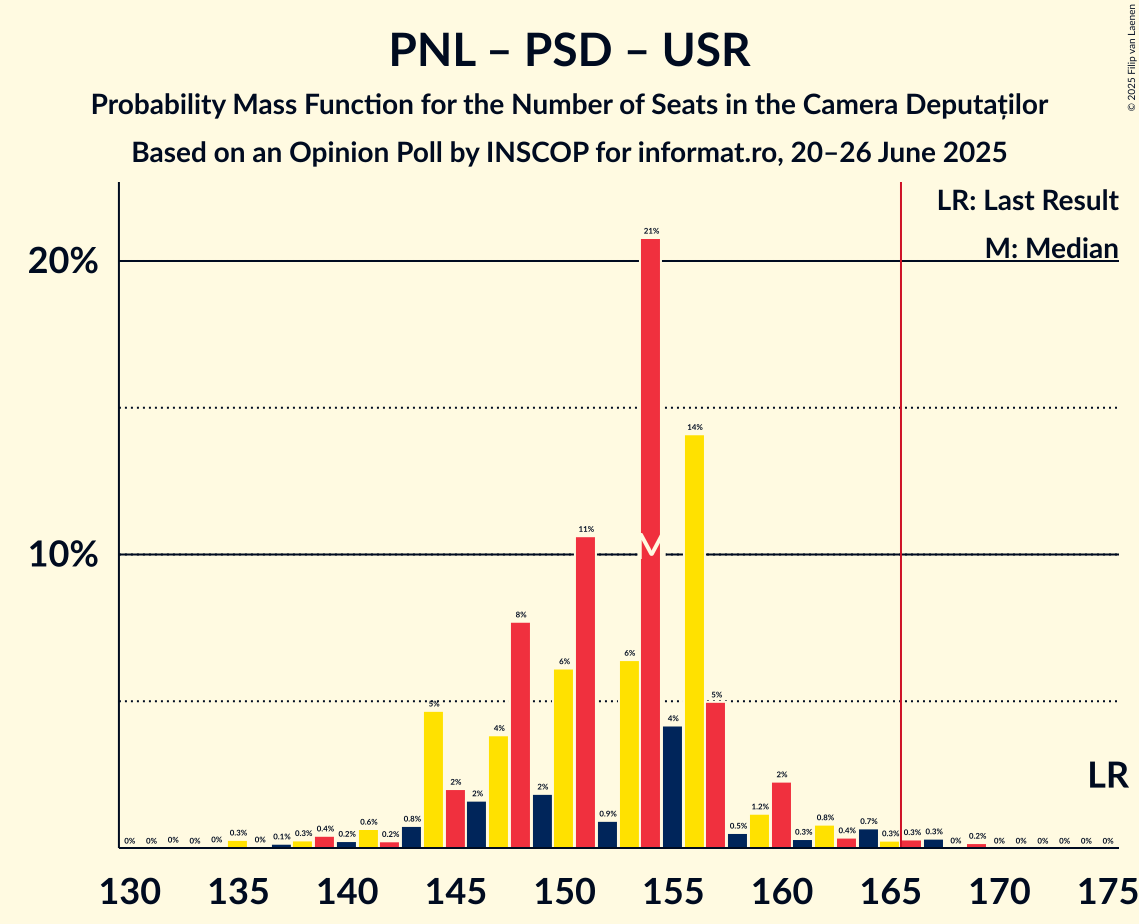 PNL – PSD – USR
Probability Mass Function for the Number of Seats in the Camera Deputaților
Based on an Opinion Poll by INSCOP for informat.ro, 20–26 June 2025
© 2025 Filip van Laenen
LR: Last Result
M: Median
20%
10%
0% 0% 0% 0% 0% 0.3% 0% 0.1% 0.3% 0.4% 0.2% 0.6% 0.2% 0.8% 5% 2% 2% 4% 8% 2% 6% 11% 0.9% 6% 21% 4% 14% 5% 0.5% 1.2% 2% 0.3% 0.8% 0.4% 0.7% 0.3% 0.3% 0.3% 0% 0.2% 0% 0% 0% 0% 0% 0%
M
LR
130 135 140 145 150 155 160 165 170 175